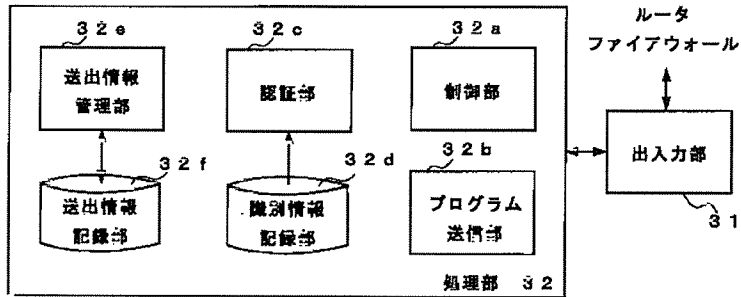 32e
送出情報
管理部
32c
認証部
32a
制御部
ルータ
ファイアウォール
32f
送出情報
記録部
32d
識別情報
記録部
32b
プログラム
送信部
出入力部
31
処理部 32